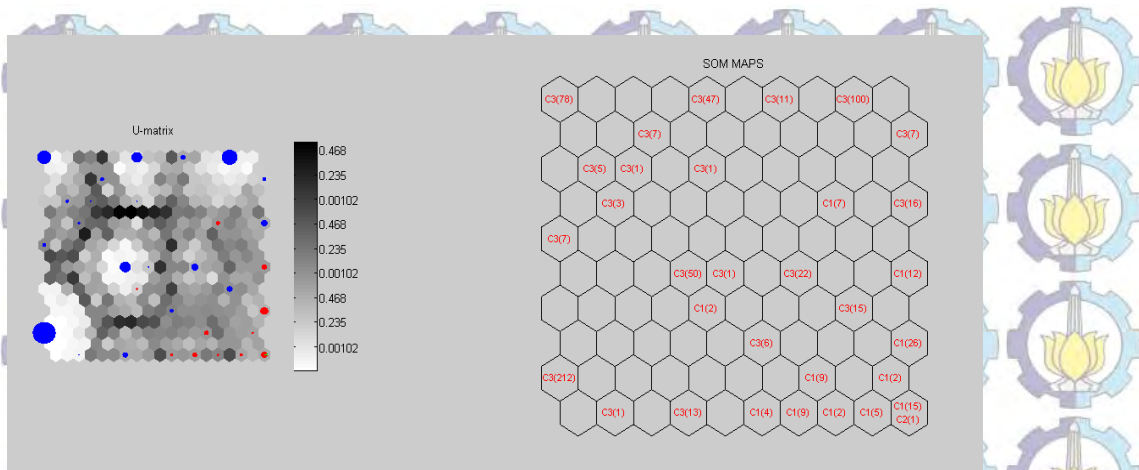 U-matrix
0.468
0.235
0.00102
0.468
0.235
0.00102
0.468
0.235
0.00102
SOM MAPS
C3(78) C3(47) C3(11) C3(100)
C3(7) C3(7)
C3(5) C3(1) C3(1)
C3(3) C1(7) C3(16)
C3(7)
C3(50) C3(1) C3(22) C1(12)
C1(2) C3(15)
C3(6) C1(26)
C3(212) C1(9) C1(2)
C3(1) C3(13) C1(4) C1(9) C1(2) C1(5) C1(15)
C2(1)